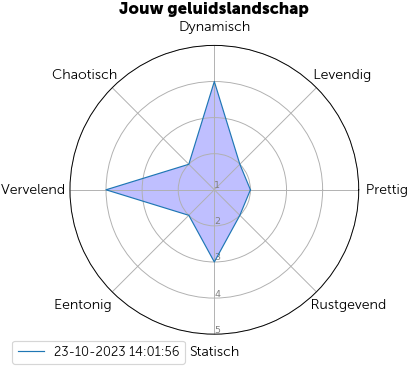 Jouw geluidslandschap
Dynamisch
Chaotisch
Levendig
Vervelend
Prettig
1
2
3
4
5
Eentonig
Rustgevend
Statisch
23-10-2023 14:01:56